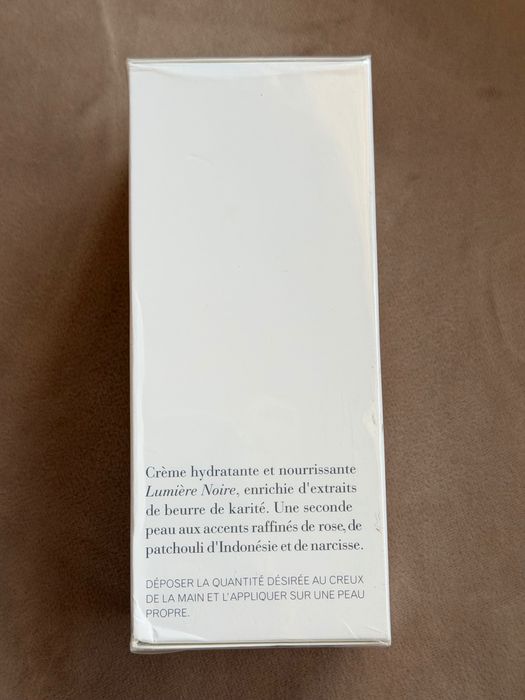 Crème hydratante et nourrissante
Lumière Noire, enrichie d'extraits
de beurre de karité. Une seconde
peau aux accents raffinés de rose, de
patchouli d'Indonésie et de narcisse.
DÉPOSER LA QUANTITÉ DÉSIRÉE AU CREUX
DE LA MAIN ET L'APPLIQUER SUR UNE PEAU
PROPRE.